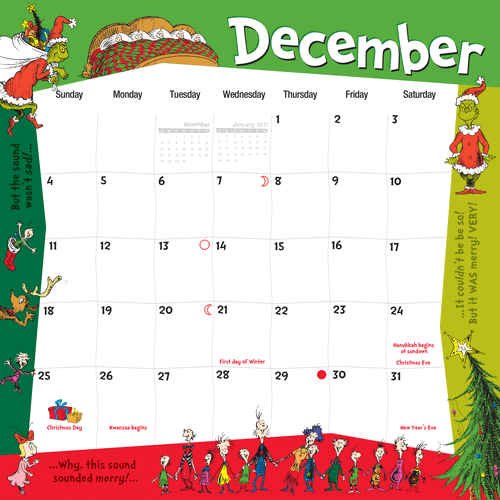 December
Sunday Monday Tuesday Wednesday Thursday Friday Saturday
November January 2017
1 2 3
But the sound
wasn't sad!...
4 5 6 7 8 9 10
...It couldn't be be so!
But it WAS merry! VERY!
11 12 13 14 15 16 17
18 19 20 21 22 23 24
First day of Winter
Hanukkah begins
at sundown
Christmas Eve
25 26 27 28 29 30 31
Christmas Day
Kwanzaa begins
New Year's Eve
...Why, this sound
sounded merry!...